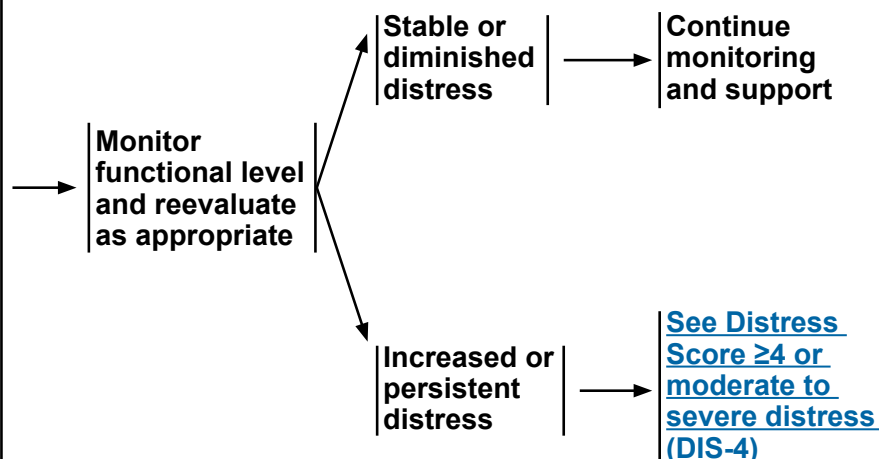 Monitor
functional level
and reevaluate
as appropriate
Stable or
diminished
distress
Continue
monitoring
and support
Increased or
persistent
distress
See Distress
Score ≥4 or
moderate to
severe distress
(DIS-4)